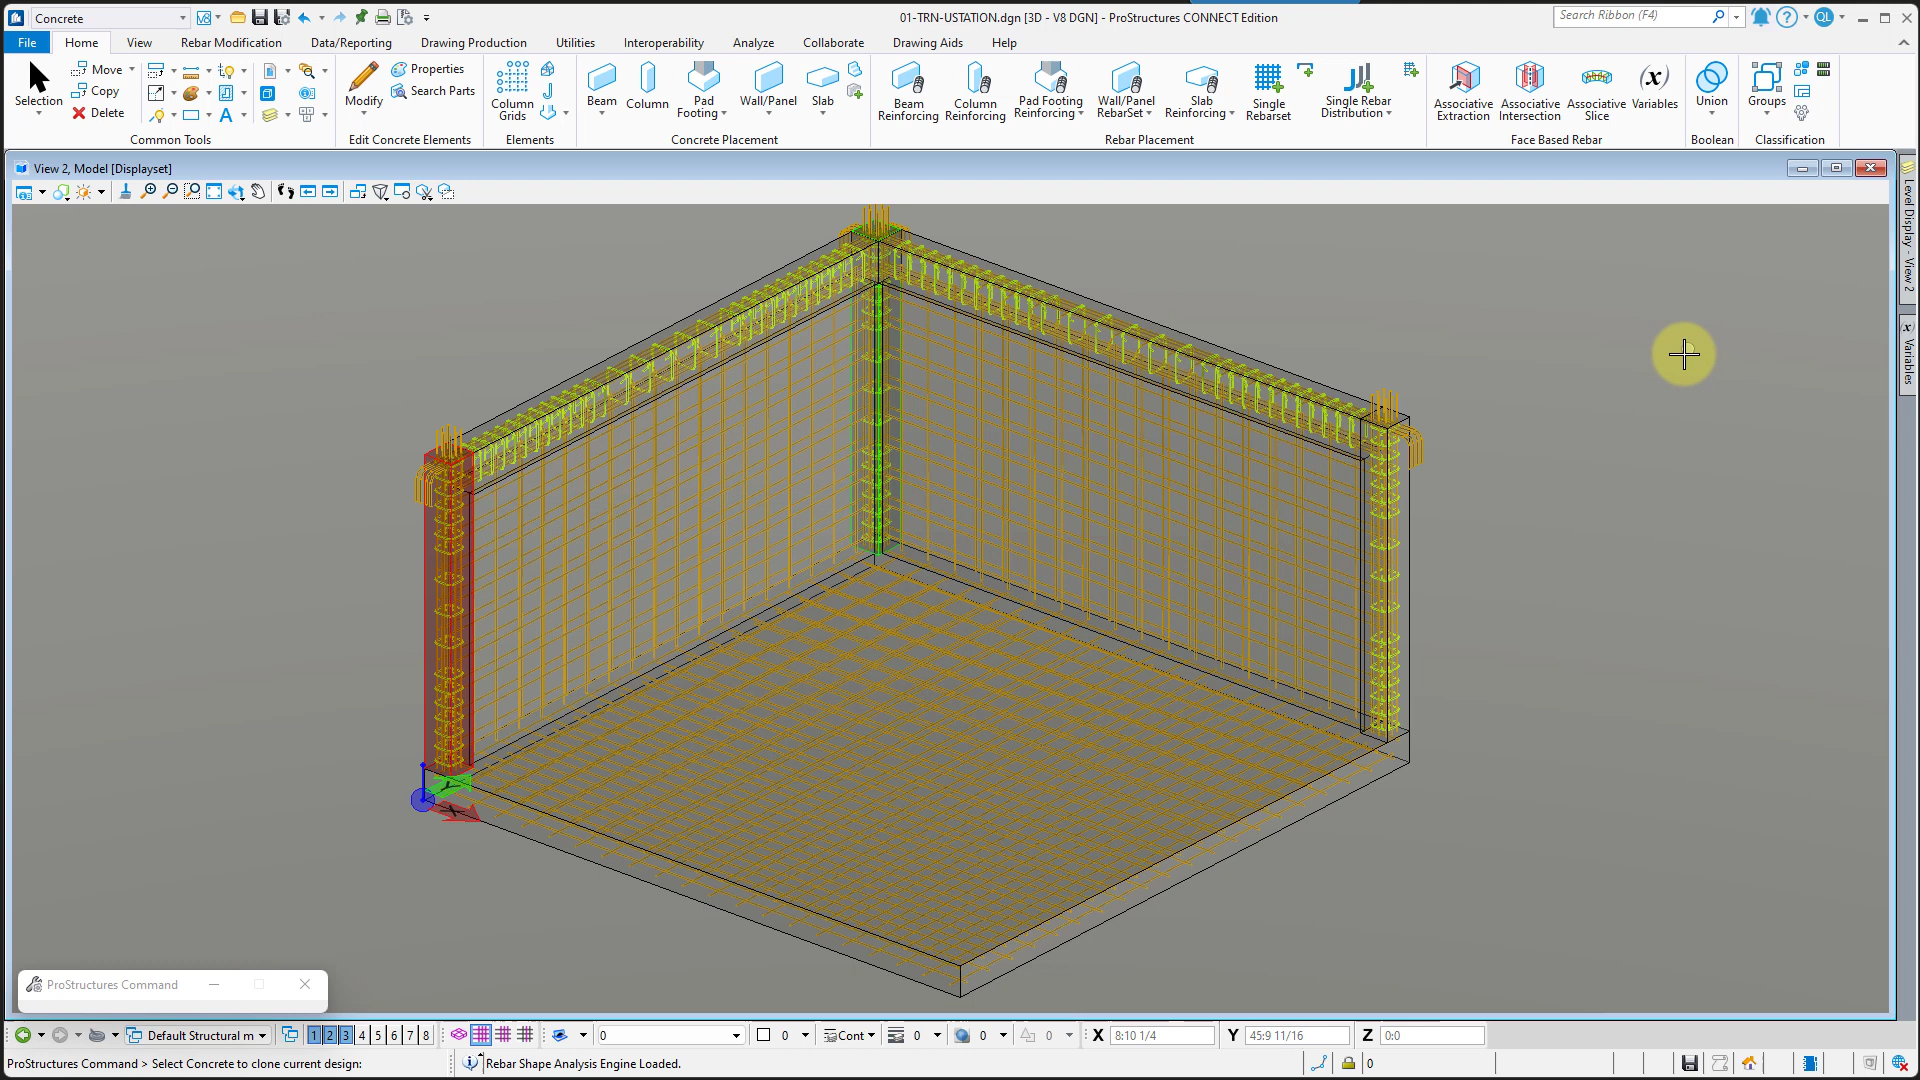 Concrete
V8
01-TRN-USTATION.dgn [3D - V8 DGN] - ProStructures CONNECT Edition
Search Ribbon (F4)
QL
File
Home
View
Rebar Modification
Data/Reporting
Drawing Production
Utilities
Interoperability
Analyze
Collaborate
Drawing Aids
Help
Selection
Move
Copy
Delete
Common Tools
Modify
Properties
Search Parts
Edit Concrete Elements
Column Grids
Elements
Beam
Column
Pad Footing
Wall/Panel
Slab
Concrete Placement
Beam Reinforcing
Column Reinforcing
Pad Footing Reinforcing
Wall/Panel RebarSet
Slab Reinforcing
Single Rebarset
Single Rebar Distribution
Rebar Placement
Associative Extraction
Associative Intersection
Associative Slice
Variables
Face Based Rebar
Union
Boolean
Groups
Classification
View 2, Model [Displayset]
Level Display - View 2
Variables
Y
X
ProStructures Command
Default Structural m
1 2 3 4 5 6 7 8
0
0
Cont
0
0
0
X 8:10 1/4
Y 45:9 11/16
Z 0:0
ProStructures Command > Select Concrete to clone current design:
Rebar Shape Analysis Engine Loaded.
0